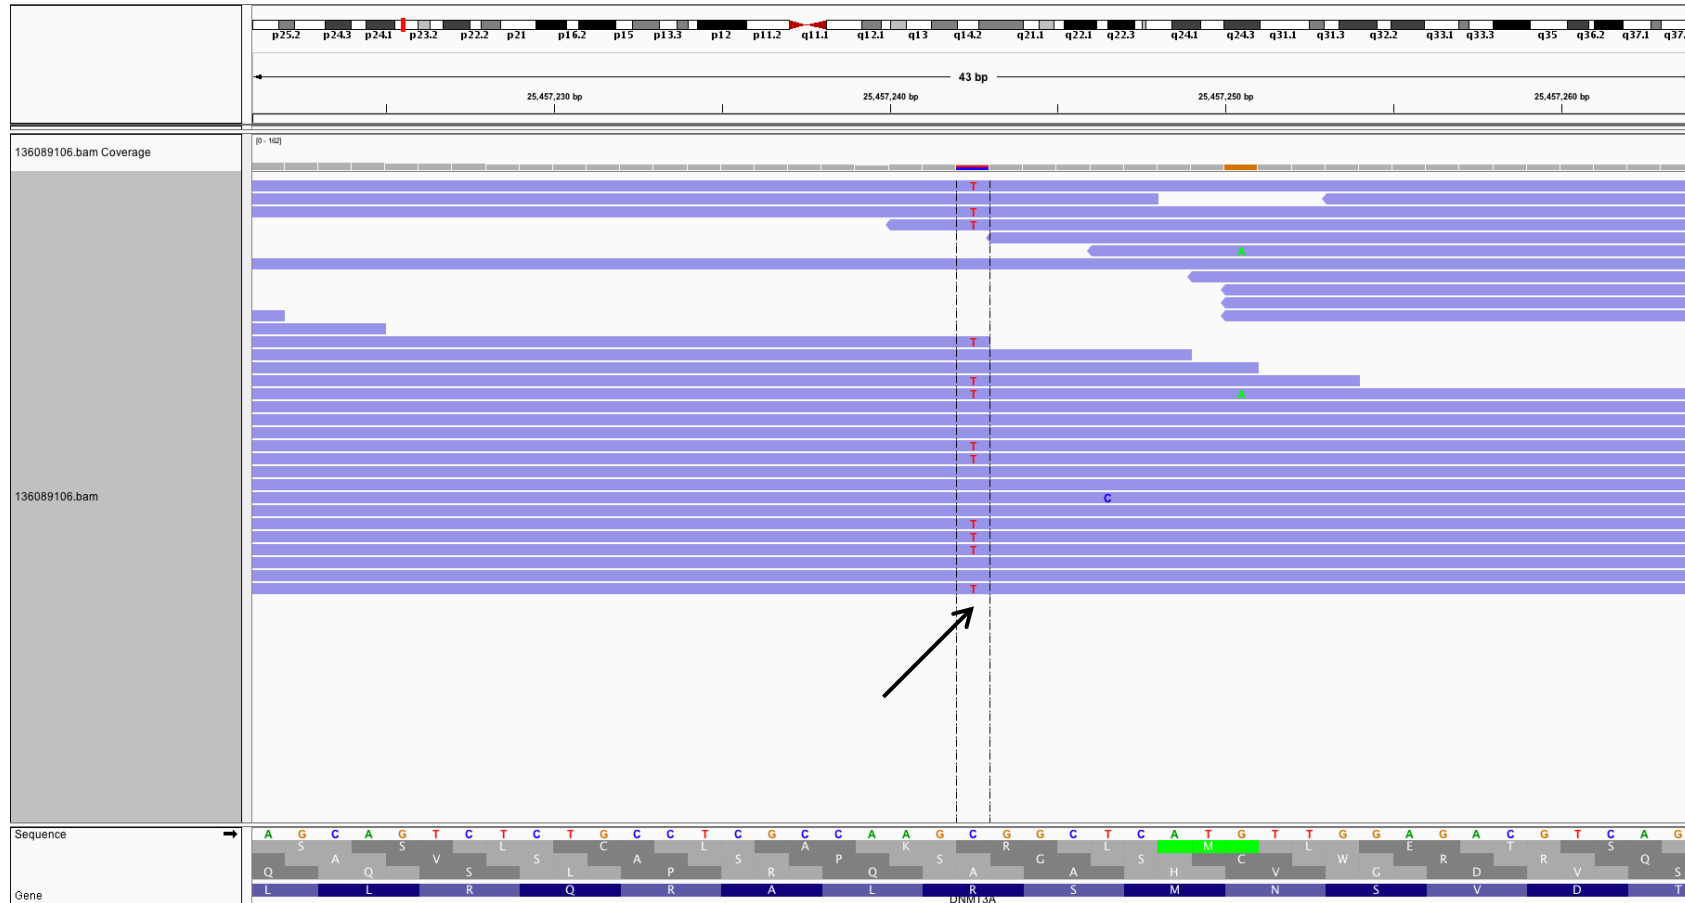 p25.2 p24.3 p24.1 p23.2 p22.2 p21 p16.2 p15 p13.3 p12 p11.2 q11.1 q12.1 q13 q14.2 q21.1 q22.1 q22.3 q24.1 q24.3 q31.1 q31.3 q32.2 q33.1 q33.3 q35 q36.2 q37.1 q37.
43 bp
25,457,230 bp 25,457,240 bp 25,457,250 bp 25,457,260 bp
[0 - 162]
136089106.bam Coverage
T
T
T
A
T
T
T A
T
T
136089106.bam C
T
T
T
T
Sequence A G C A G T C T C T G C C T C G C C A A G C G G C T C A T G T T G G A G A C G T C A G
S S L C L A K R L M L E T S
A V S A S P S G S C W R R Q
Q Q S L P R Q A A H V G D V S
Gene L L R Q R A L R S M N S V D T
DNMT3A